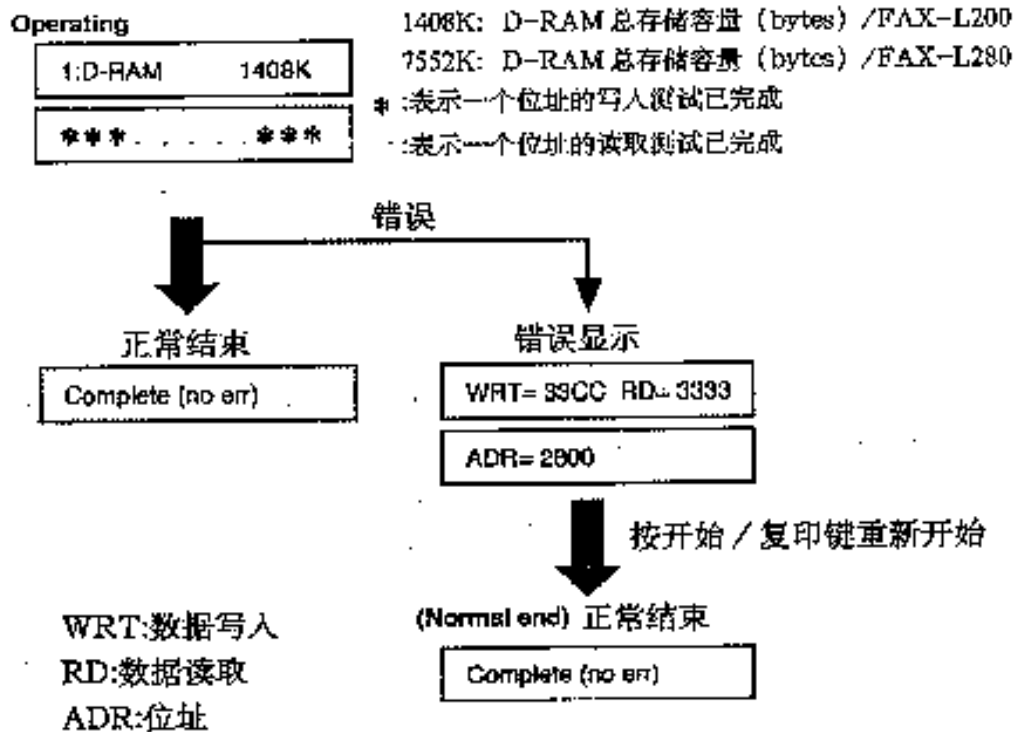 Operating
1:D-RAM 1408K
*** . . . . . ***
1408K: D-RAM 总存储容量 (bytes) /FAX-L200
7552K: D-RAM 总存储容量 (bytes) /FAX-L280
* :表示一个位址的写入测试已完成
·:表示一个位址的读取测试已完成
错误
正常结束
Complete (no err)
错误显示
WRT= 33CC RD= 3333
ADR= 2800
按开始／复印键重新开始
(Normal end) 正常结束
Complete (no err)
WRT:数据写入
RD:数据读取
ADR:位址